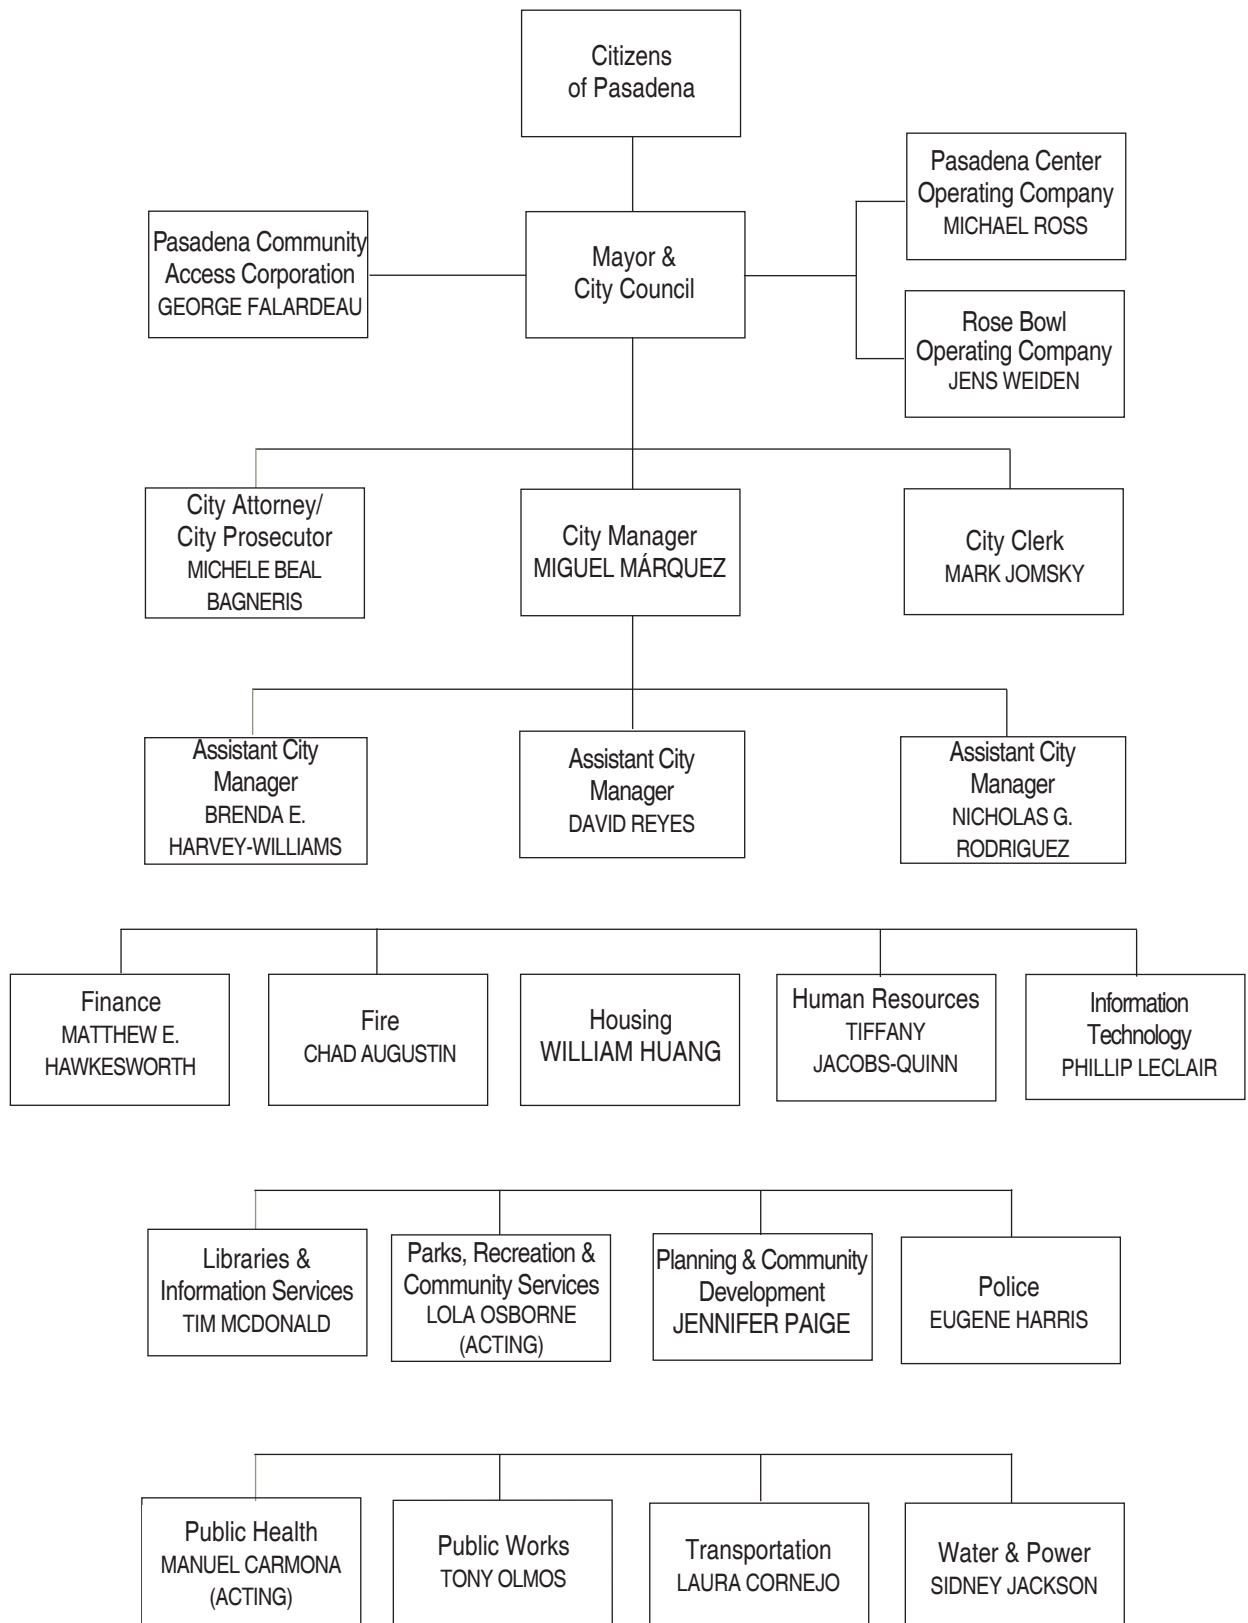 Citizens
of Pasadena
Pasadena Center
Operating Company
MICHAEL ROSS
Pasadena Community
Access Corporation
GEORGE FALARDEAU
Mayor &
City Council
Rose Bowl
Operating Company
JENS WEIDEN
City Attorney/
City Prosecutor
MICHELE BEAL
BAGNERIS
City Manager
MIGUEL MÁRQUEZ
City Clerk
MARK JOMSKY
Assistant City
Manager
BRENDA E.
HARVEY-WILLIAMS
Assistant City
Manager
DAVID REYES
Assistant City
Manager
NICHOLAS G.
RODRIGUEZ
Finance
MATTHEW E.
HAWKESWORTH
Fire
CHAD AUGUSTIN
Housing
WILLIAM HUANG
Human Resources
TIFFANY
JACOBS-QUINN
Information
Technology
PHILLIP LECLAIR
Libraries &
Information Services
TIM MCDONALD
Parks, Recreation &
Community Services
LOLA OSBORNE
(ACTING)
Planning & Community
Development
JENNIFER PAIGE
Police
EUGENE HARRIS
Public Health
MANUEL CARMONA
(ACTING)
Public Works
TONY OLMOS
Transportation
LAURA CORNEJO
Water & Power
SIDNEY JACKSON